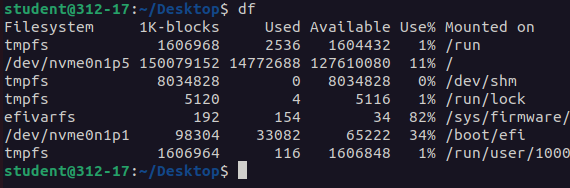 student@312-17:~/Desktop$ df
Filesystem     1K-blocks     Used Available Use% Mounted on
tmpfs            1606968     2536   1604432   1% /run
/dev/nvme0n1p5 150079152 14772688 127610080  11% /
tmpfs            8034828        0   8034828   0% /dev/shm
tmpfs               5120        4      5116   1% /run/lock
efivarfs             192      154        34  82% /sys/firmware/
/dev/nvme0n1p1     98304    33082     65222  34% /boot/efi
tmpfs            1606964      116   1606848   1% /run/user/1000
student@312-17:~/Desktop$